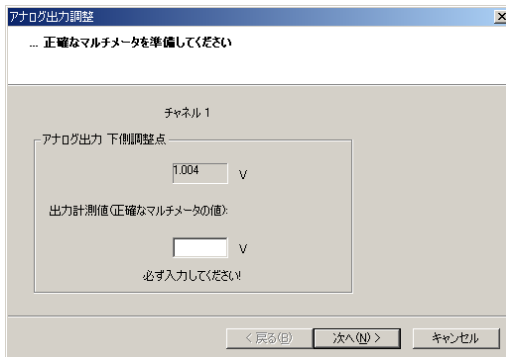 アナログ出力調整
... 正確なマルチメータを準備してください
チャネル 1
アナログ出力 下側調整点
1.004 V
出力計測値(正確なマルチメータの値):
V
必ず入力してください!
< 戻る(B) 次へ(N) > キャンセル